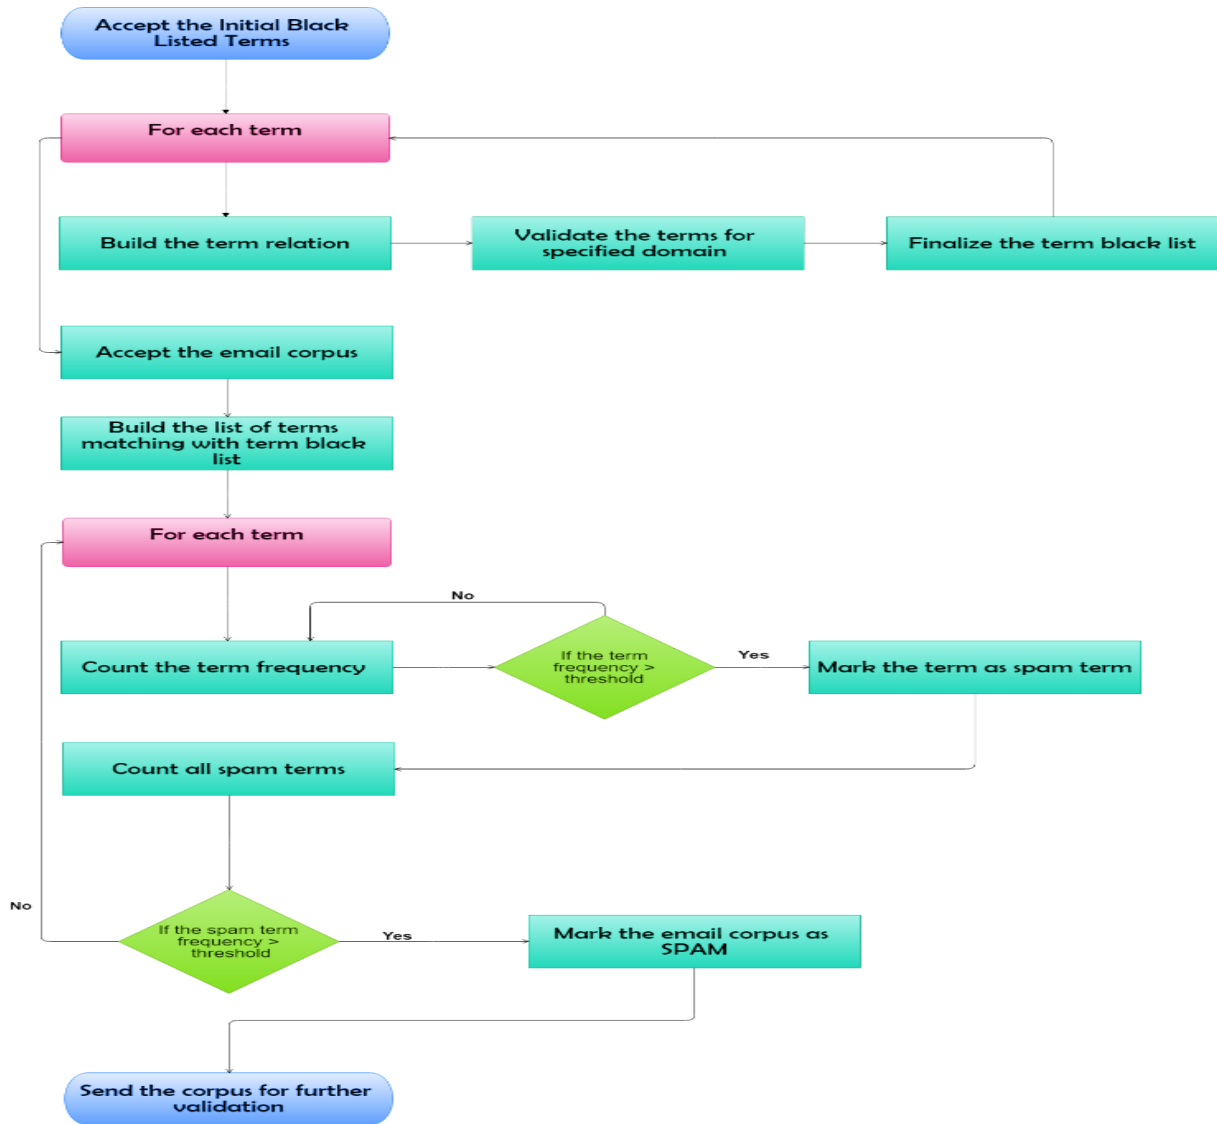 Accept the Initial Black
Listed Terms
For each term
Build the term relation
Validate the terms for
specified domain
Finalize the term black list
Accept the email corpus
Build the list of terms
matching with term black
list
For each term
No
Count the term frequency
If the term
frequency >
threshold
Yes
Mark the term as spam term
Count all spam terms
No
If the spam term
frequency >
threshold
Yes
Mark the email corpus as
SPAM
Send the corpus for further
validation